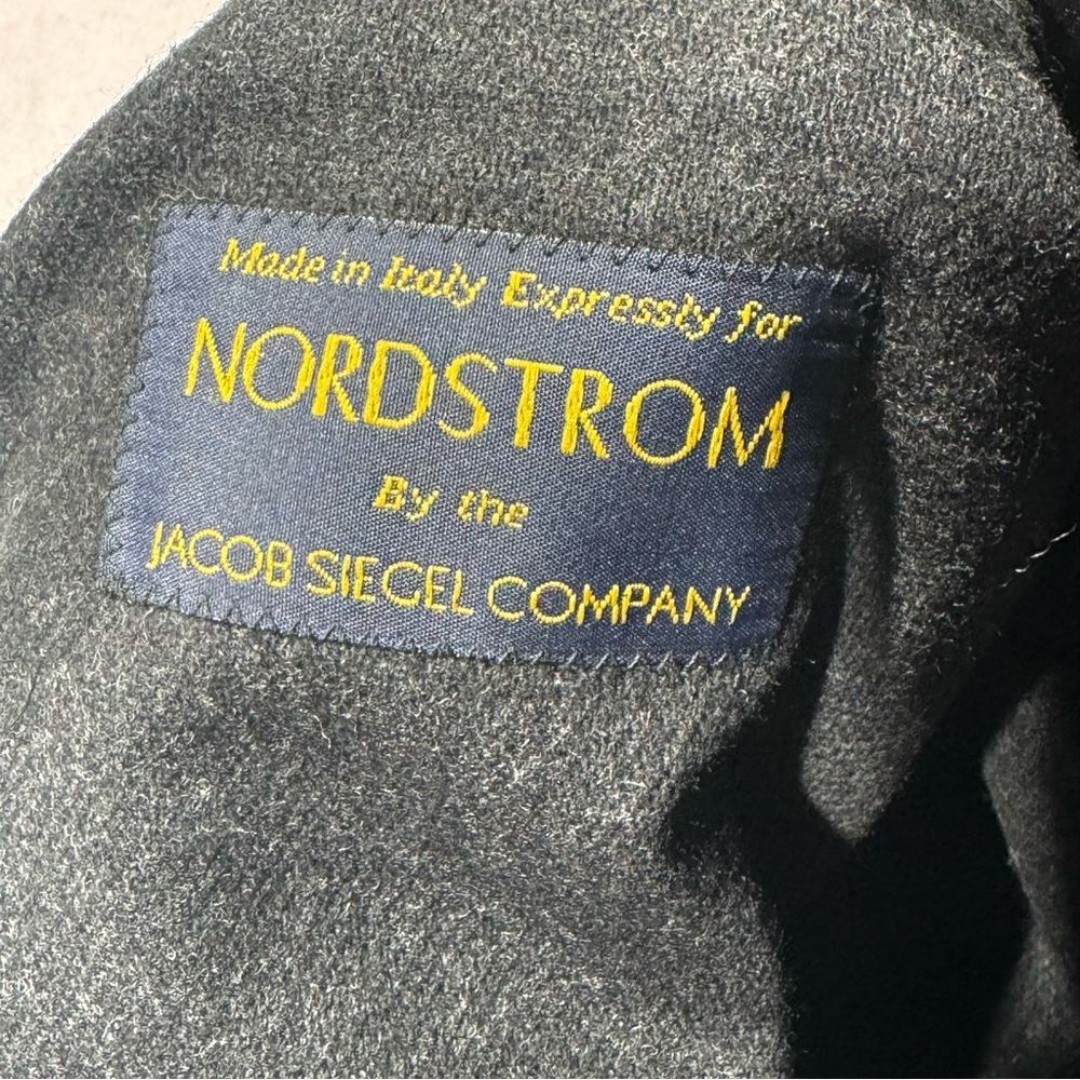 Made in Italy Expressly for
NORDSTROM
By the
JACOB SIEGEL COMPANY